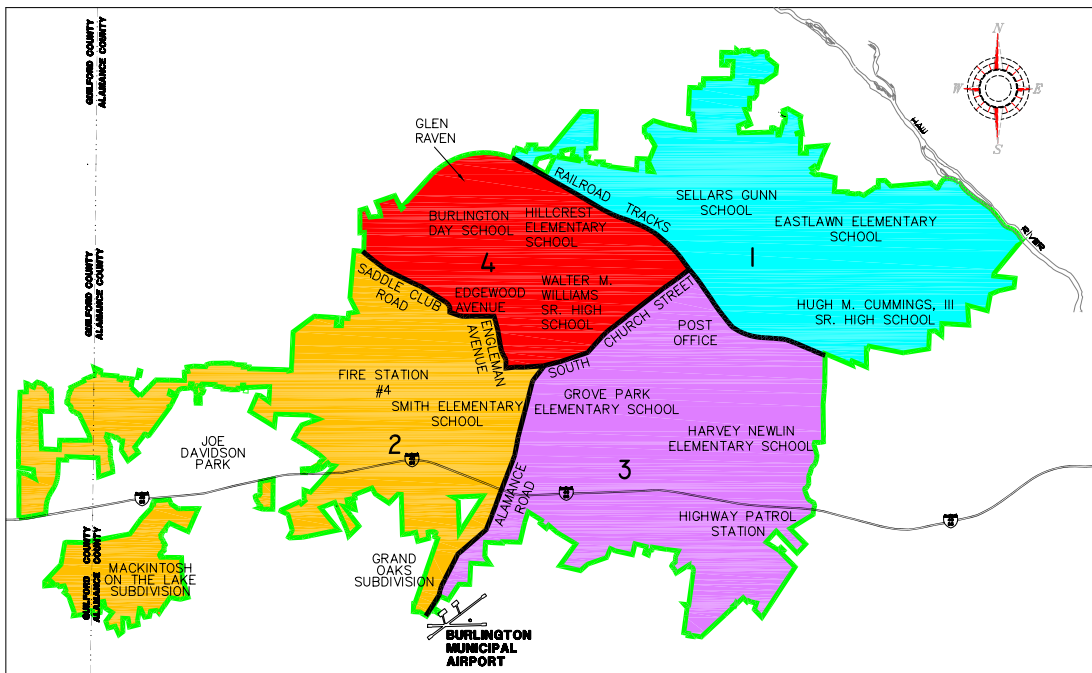 GUILFORD COUNTY
ALAMANCE COUNTY
N
W
E
S
HAW
RIVER
GLEN
RAVEN
RAILROAD TRACKS
SELLARS GUNN
SCHOOL
EASTLAWN ELEMENTARY
SCHOOL
BURLINGTON
DAY SCHOOL
HILLCREST
ELEMENTARY
SCHOOL
4
1
GUILFORD COUNTY
ALAMANCE COUNTY
SADDLE CLUB
ROAD
EDGEWOOD
AVENUE
WALTER M.
WILLIAMS
SR. HIGH
SCHOOL
ENGLEMAN
AVENUE
SOUTH CHURCH STREET
POST
OFFICE
HUGH M. CUMMINGS, III
SR. HIGH SCHOOL
FIRE STATION
#4
SMITH ELEMENTARY
SCHOOL
GROVE PARK
ELEMENTARY SCHOOL
HARVEY NEWLIN
ELEMENTARY SCHOOL
JOE
DAVIDSON
PARK
2
3
ALAMANCE
ROAD
HIGHWAY PATROL
STATION
GUILFORD COUNTY
ALAMANCE COUNTY
MACKINTOSH
ON THE LAKE
SUBDIVISION
GRAND
OAKS
SUBDIVISION
BURLINGTON
MUNICIPAL
AIRPORT